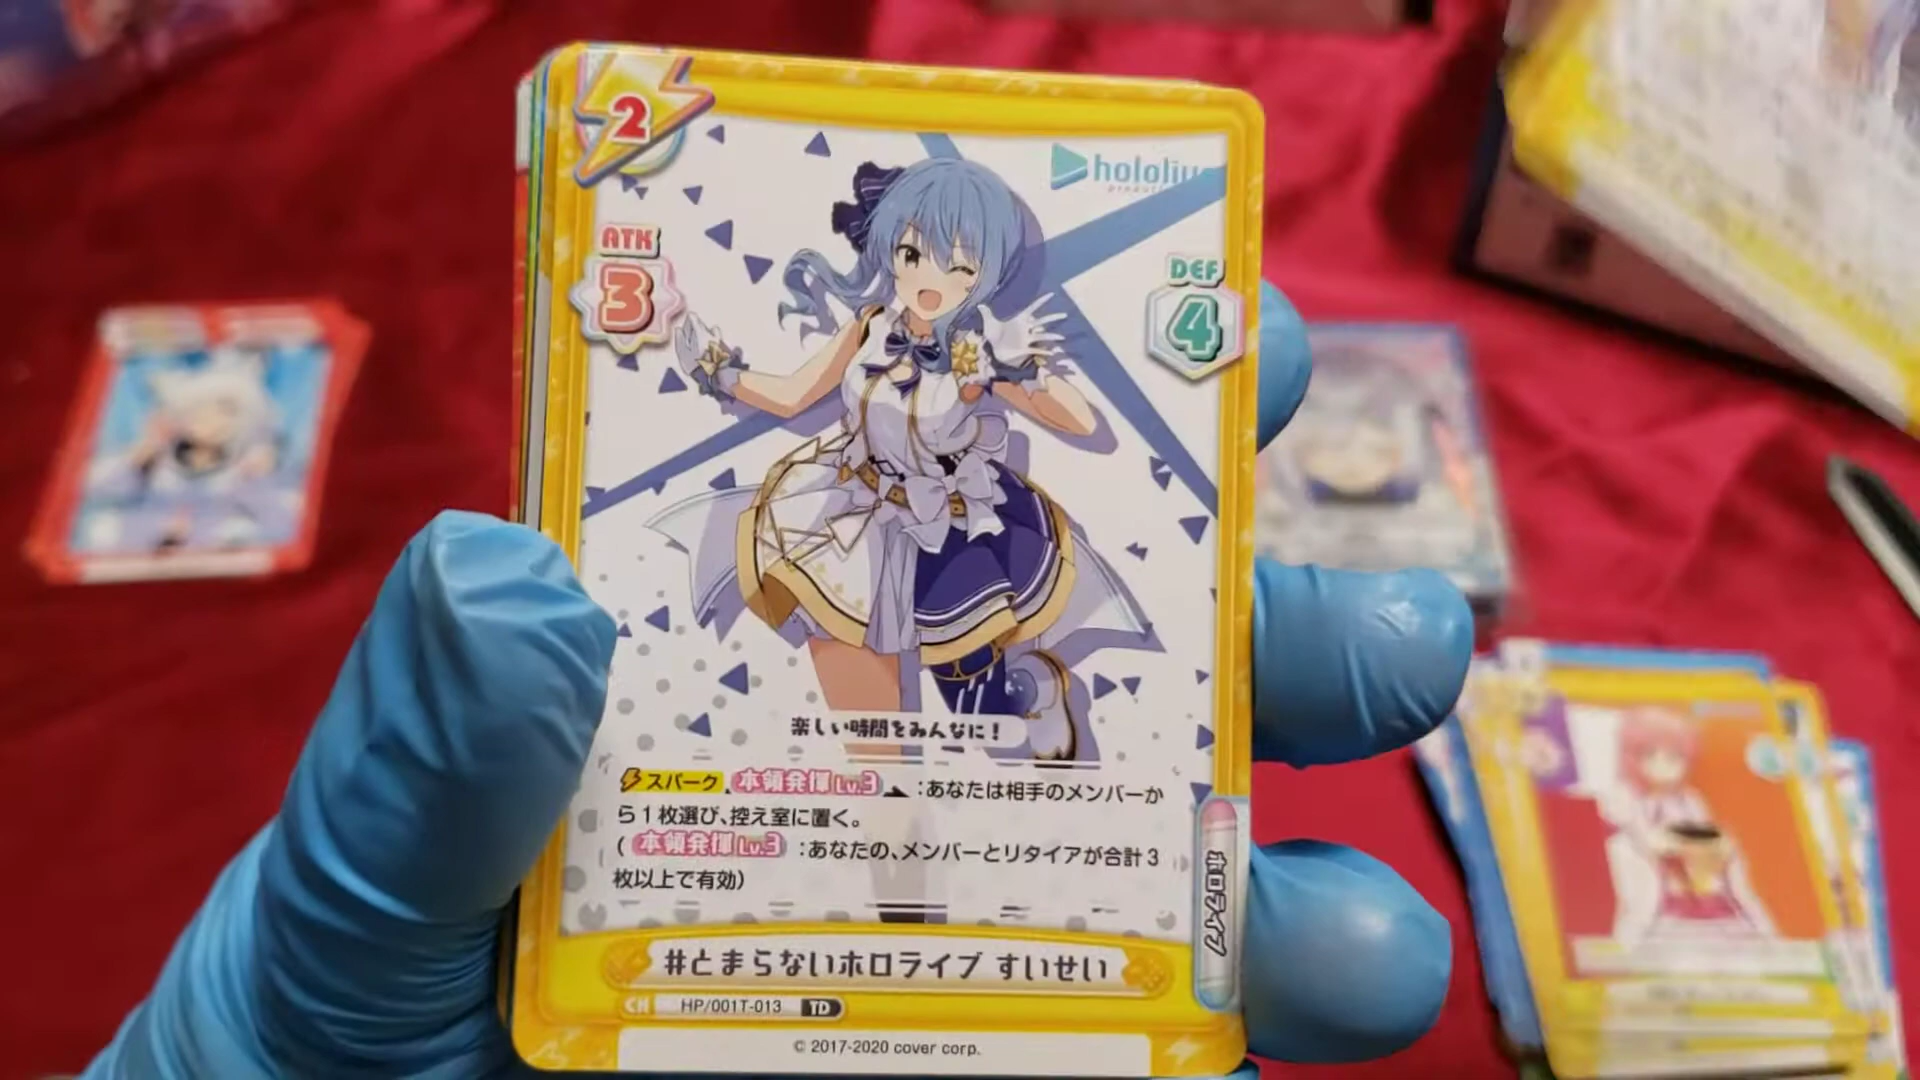 2
hololive
ATK
3
DEF
4
楽しい時間をみんなに!
スパーク 本領発揮Lv.3 :あなたは相手のメンバーか
ら1枚選び、控え室に置く。
( 本領発揮Lv.3 :あなたの、メンバーとリタイアが合計3
枚以上で有効)
ホロライブ
#とまらないホロライブ すいせい
CH HP/001T-013 TD
© 2017-2020 cover corp.